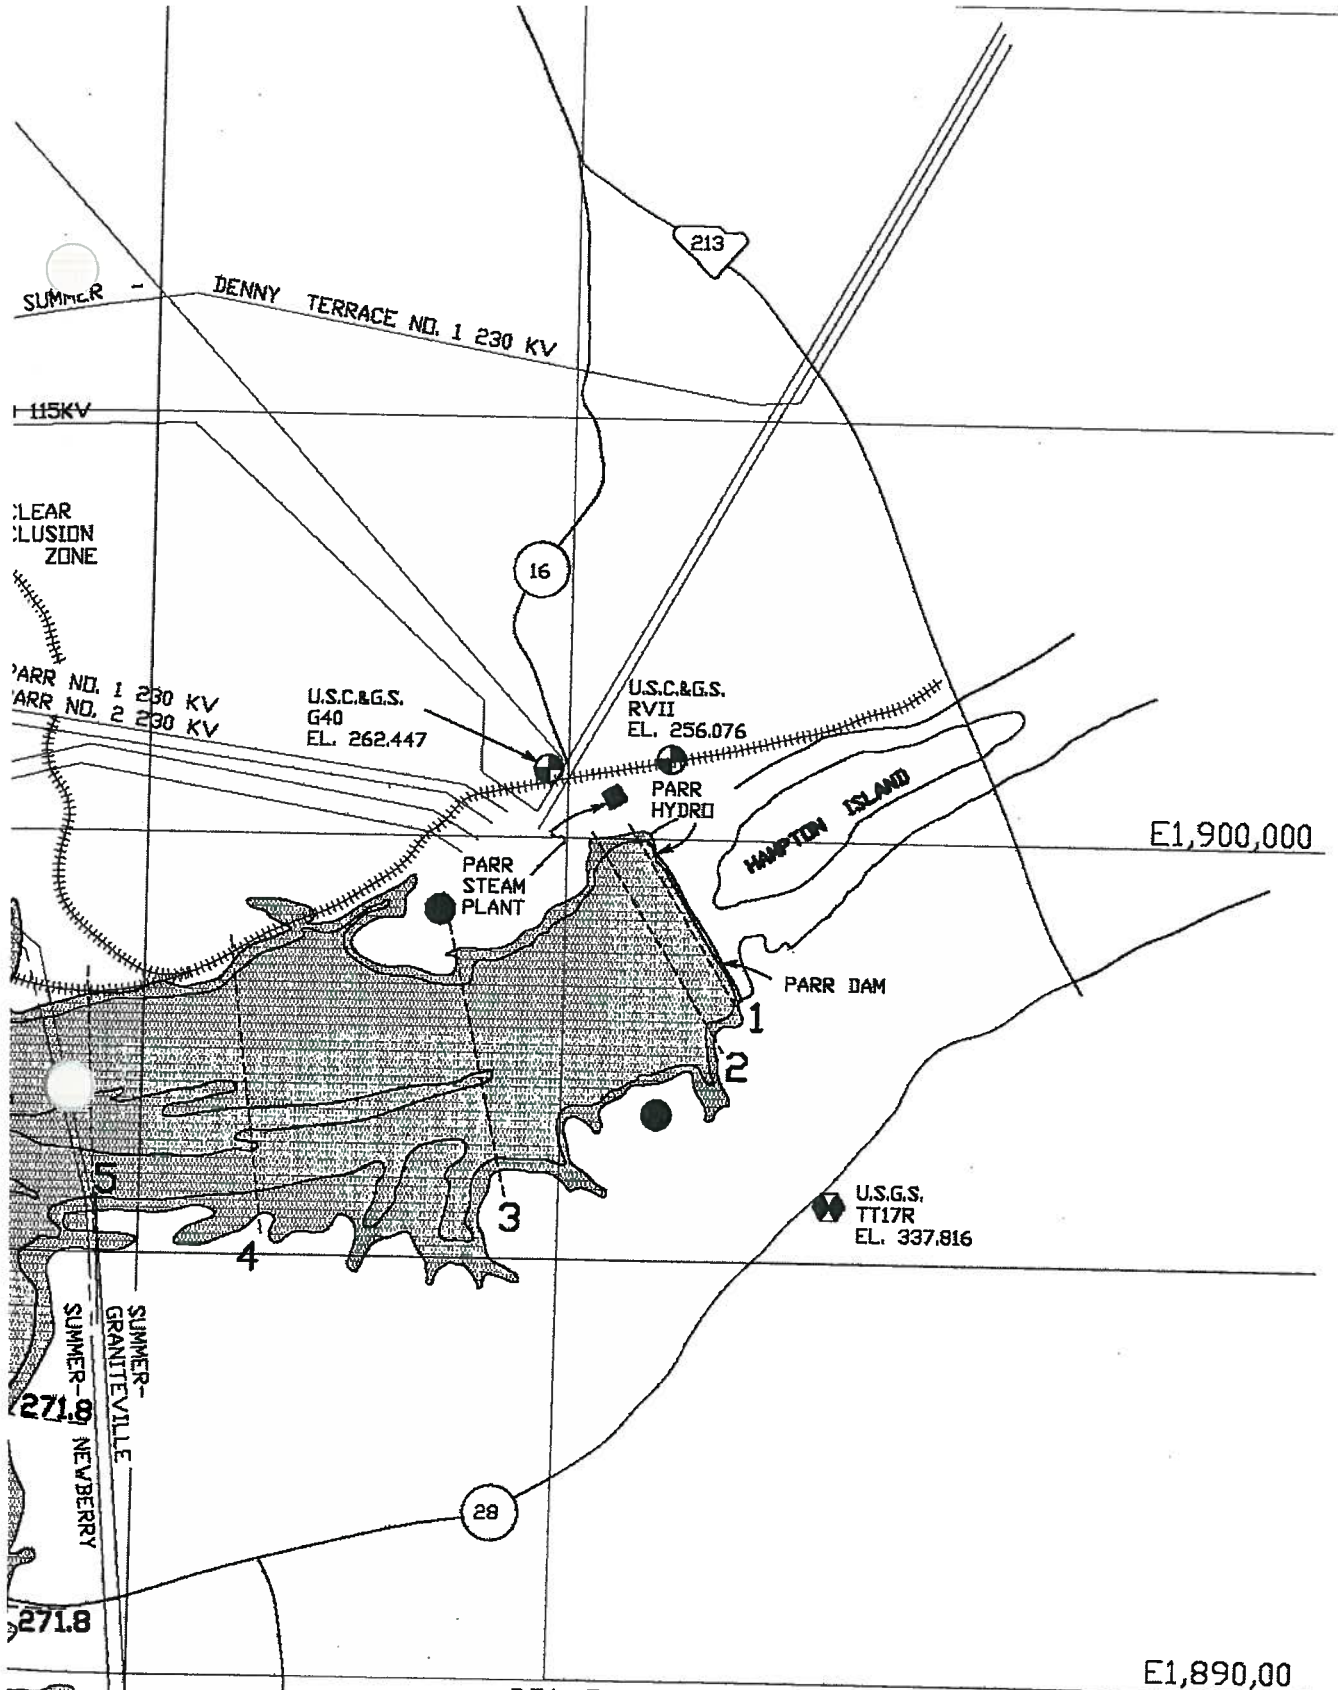 213
SUMMER -
DENNY TERRACE NO. 1 230 KV
115KV
ZONE
16
PARR NO. 1 230 KV
PARR NO. 2 230 KV
U.S.C.&G.S.
G40
EL. 262.447
U.S.C.&G.S.
RVII
EL. 256.076
PARR
HYDRO
HAMPTON ISLAND
E1,900,000
PARR
STEAM
PLANT
PARR DAM
1
2
5
3
4
U.S.G.S.
TT17R
EL. 337.816
SUMMER-
GRANITEVILLE
SUMMER- NEWBERRY
271.8
28
271.8
E1,890,00